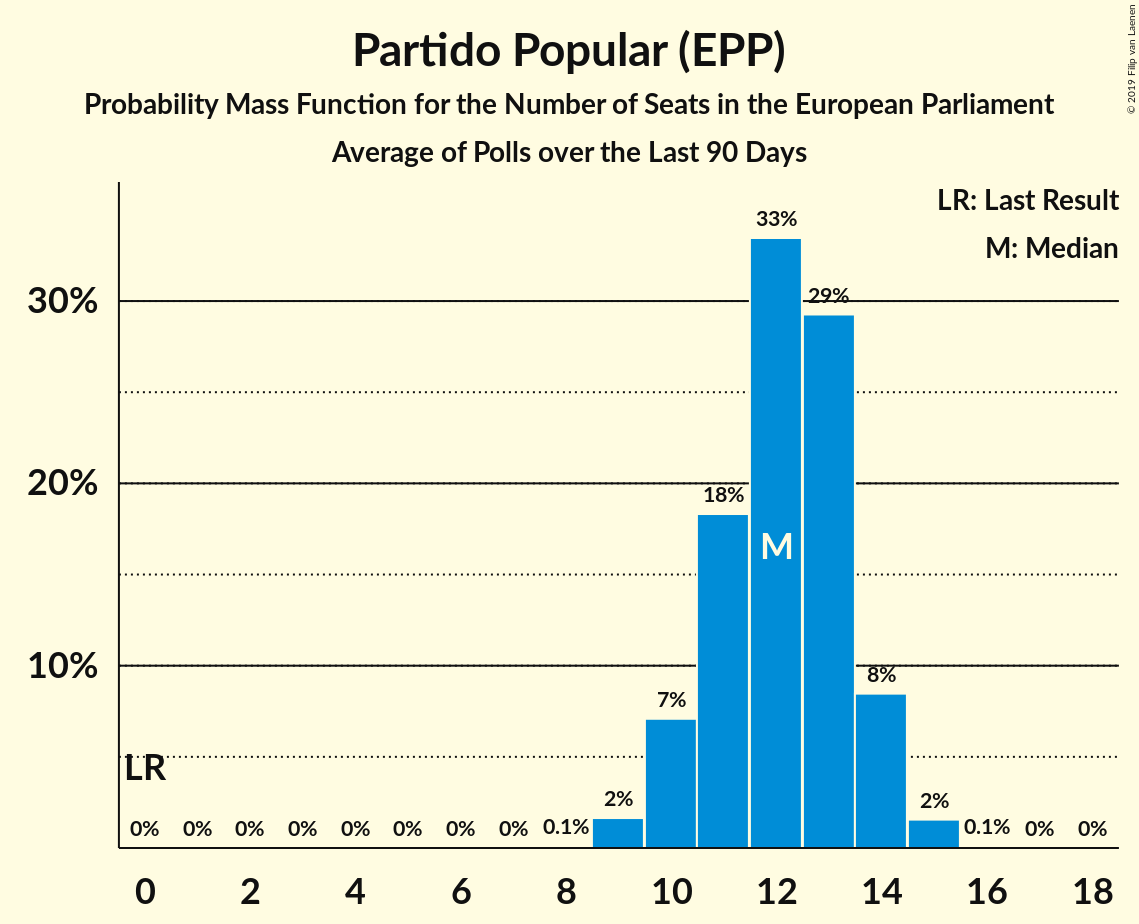 Partido Popular (EPP)
Probability Mass Function for the Number of Seats in the European Parliament
Average of Polls over the Last 90 Days
© 2019 Filip van Laenen
LR: Last Result
M: Median
30%
20%
10%
33%
29%
18%
M
8%
7%
LR
2%
2%
0% 0% 0% 0% 0% 0% 0% 0% 0.1% 0.1% 0% 0%
0 2 4 6 8 10 12 14 16 18